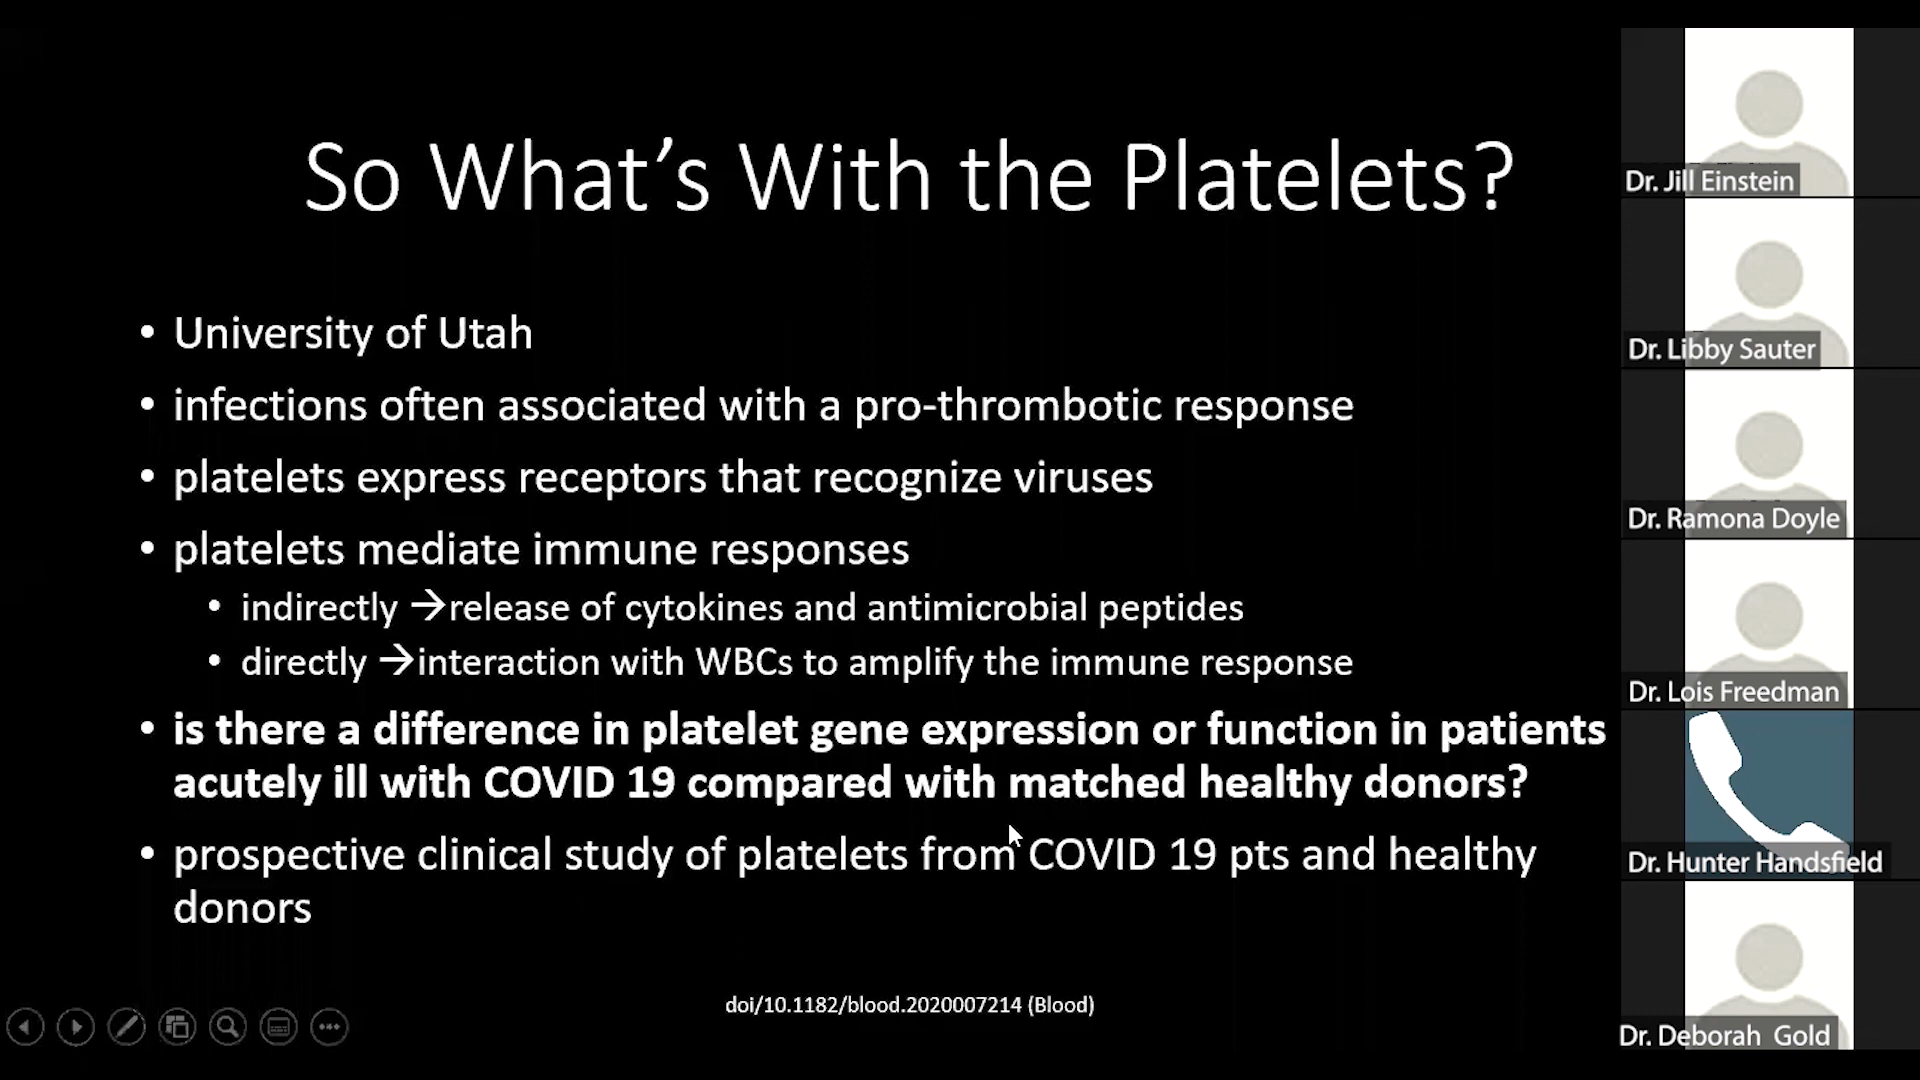 So What’s With the Platelets?
• University of Utah
• infections often associated with a pro-thrombotic response
• platelets express receptors that recognize viruses
• platelets mediate immune responses
• indirectly →release of cytokines and antimicrobial peptides
• directly →interaction with WBCs to amplify the immune response
• is there a difference in platelet gene expression or function in patients
acutely ill with COVID 19 compared with matched healthy donors?
• prospective clinical study of platelets from COVID 19 pts and healthy
donors
doi/10.1182/blood.2020007214 (Blood)
Dr. Jill Einstein
Dr. Libby Sauter
Dr. Ramona Doyle
Dr. Lois Freedman
Dr. Hunter Handsfield
Dr. Deborah Gold